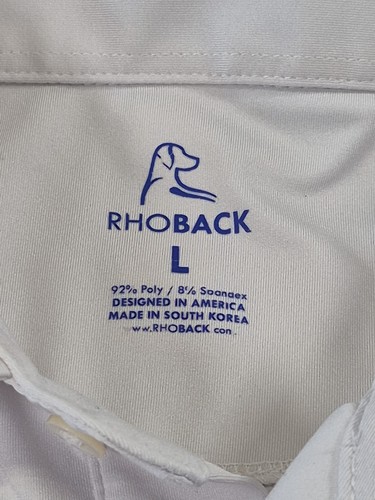 RHOBACK
L
92% Poly / 8% Spandex
DESIGNED IN AMERICA
MADE IN SOUTH KOREA
www.RHOBACK.com